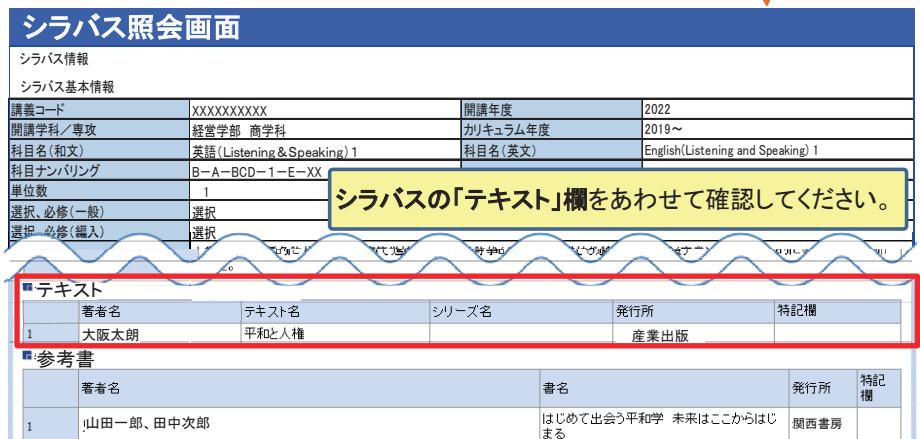 シラバス照会画面
シラバス情報
シラバス基本情報
講義コード XXXXXXXXXX 開講年度 2022
開講学科／専攻 経営学部 商学科 カリキュラム年度 2019～
科目名(和文) 英語(Listening＆Speaking)1 科目名(英文) English(Listening and Speaking) 1
科目ナンバリング B－A－BCD－1－E－XX
単位数 1
選択、必修(一般) 選択
シラバスの「テキスト」欄をあわせて確認してください。
選択、必修(編入) 選択
テキスト
著者名 テキスト名 シリーズ名 発行所 特記欄
1 大阪太朗 平和と人権 産業出版
参考書
著者名 書名 発行所 特記欄
1 山田一郎、田中次郎 はじめて出会う平和学 未来はここからはじ 関西書房
まる